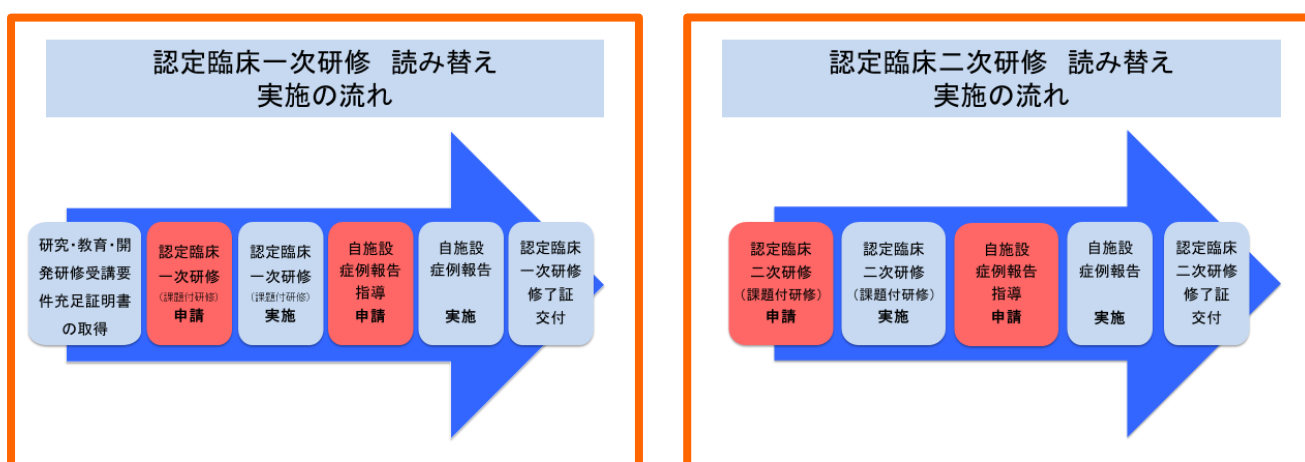 認定臨床一次研修 読み替え
実施の流れ
研究・教育・開
発研修受講要
件充足証明書
の取得
認定臨床
一次研修
(課題付研修)
申請
認定臨床
一次研修
(課題付研修)
実施
自施設
症例報告
指導
申請
自施設
症例報告
実施
認定臨床
一次研修
修了証
交付
認定臨床二次研修 読み替え
実施の流れ
認定臨床
二次研修
(課題付研修)
申請
認定臨床
二次研修
(課題付研修)
実施
自施設
症例報告
指導
申請
自施設
症例報告
実施
認定臨床
二次研修
修了証
交付